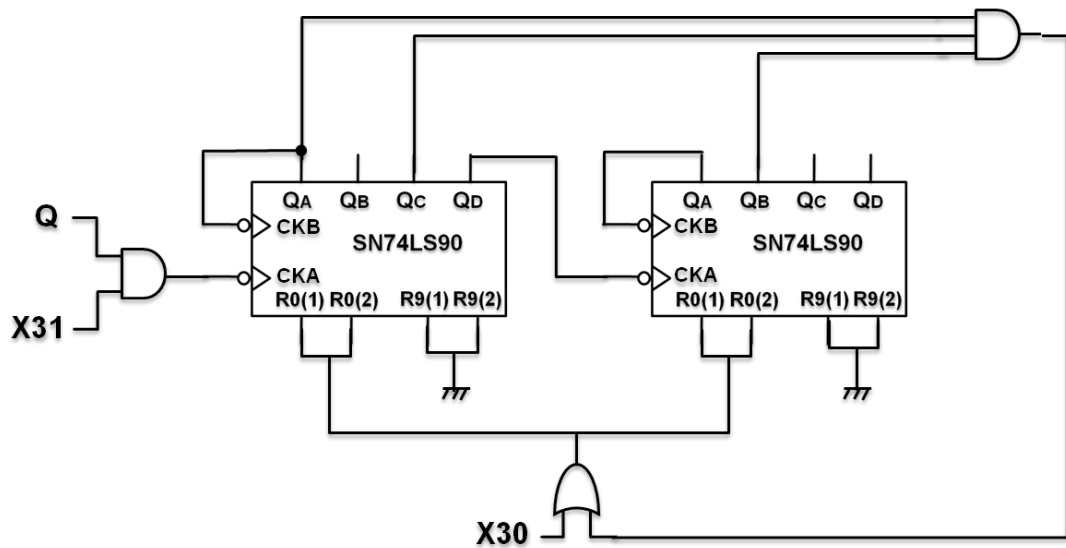 QA QB QC QD
CKB
SN74LS90
CKA
R0(1) R0(2) R9(1) R9(2)
QA QB QC QD
CKB
SN74LS90
CKA
R0(1) R0(2) R9(1) R9(2)
Q
X31
X30